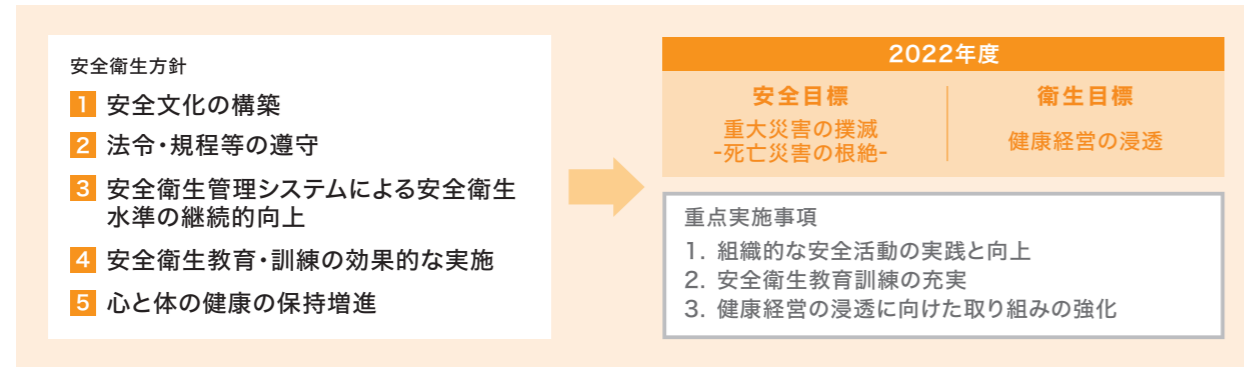 安全衛生方針
1 安全文化の構築
2 法令・規程等の遵守
3 安全衛生管理システムによる安全衛生
水準の継続的向上
4 安全衛生教育・訓練の効果的な実施
5 心と体の健康の保持増進
2022年度
安全目標
重大災害の撲滅
-死亡災害の根絶-
衛生目標
健康経営の浸透
重点実施事項
1. 組織的な安全活動の実践と向上
2. 安全衛生教育訓練の充実
3. 健康経営の浸透に向けた取り組みの強化